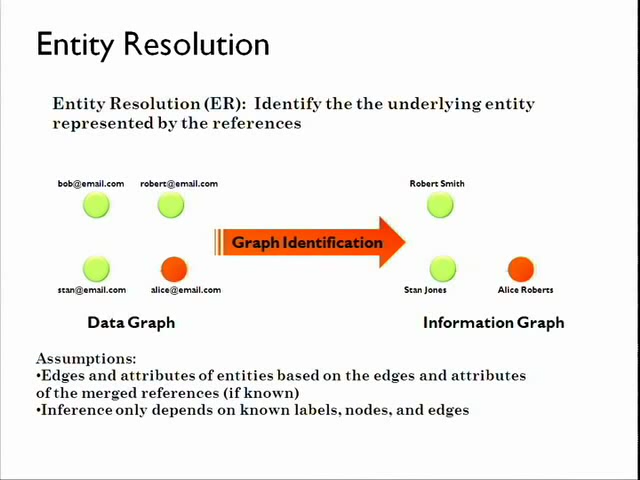 Entity Resolution
Entity Resolution (ER): Identify the the underlying entity
represented by the references
bob@email.com robert@email.com
Robert Smith
Graph Identification
stan@email.com alice@email.com
Stan Jones Alice Roberts
Data Graph
Information Graph
Assumptions:
•Edges and attributes of entities based on the edges and attributes
of the merged references (if known)
•Inference only depends on known labels, nodes, and edges